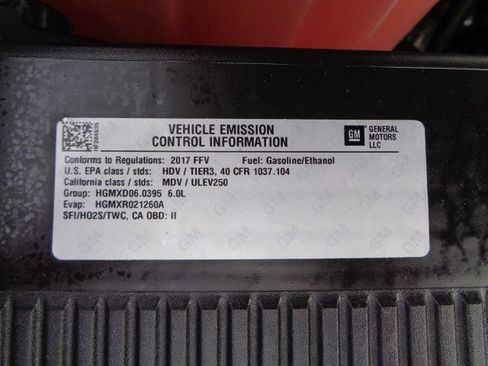 VEHICLE EMISSION
CONTROL INFORMATION
GM
GENERAL
MOTORS
LLC
Conforms to Regulations: 2017 FFV Fuel: Gasoline/Ethanol
U.S. EPA class / stds: HDV / TIER3, 40 CFR 1037.104
California class / stds: MDV / ULEV250
Group: HGMXD06.0395 6.0L
Evap: HGMXR021260A
SFI/HO2S/TWC, CA OBD: II